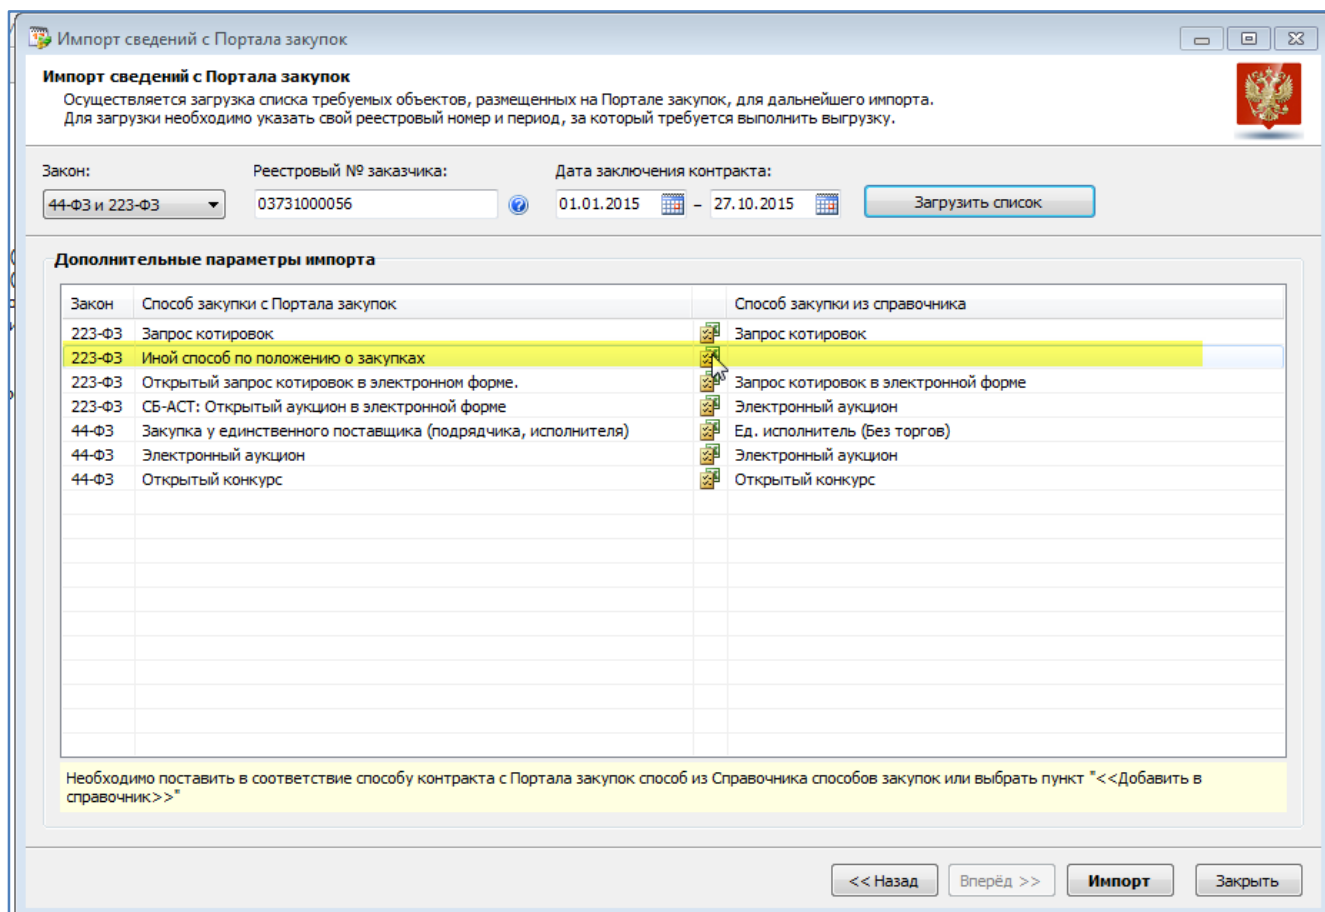 Импорт сведений с Портала закупок
Импорт сведений с Портала закупок
Осуществляется загрузка списка требуемых объектов, размещенных на Портале закупок, для дальнейшего импорта.
Для загрузки необходимо указать свой реестровый номер и период, за который требуется выполнить выгрузку.
Закон: Реестровый № заказчика: Дата заключения контракта:
44-ФЗ и 223-ФЗ 03731000056 01.01.2015 – 27.10.2015 Загрузить список
Дополнительные параметры импорта
Закон Способ закупки с Портала закупок Способ закупки из справочника
223-ФЗ Запрос котировок Запрос котировок
223-ФЗ Иной способ по положению о закупках
223-ФЗ Открытый запрос котировок в электронном форме. Запрос котировок в электронной форме
223-ФЗ СБ-АСТ: Открытый аукцион в электронной форме Электронный аукцион
44-ФЗ Закупка у единственного поставщика (подрядчика, исполнителя) Ед. исполнитель (Без торгов)
44-ФЗ Электронный аукцион Электронный аукцион
44-ФЗ Открытый конкурс Открытый конкурс
Необходимо поставить в соответствие способу контракта с Портала закупок способ из Справочника способов закупок или выбрать пункт "<<Добавить в
справочник>>"
<< Назад Вперёд >> Импорт Закрыть